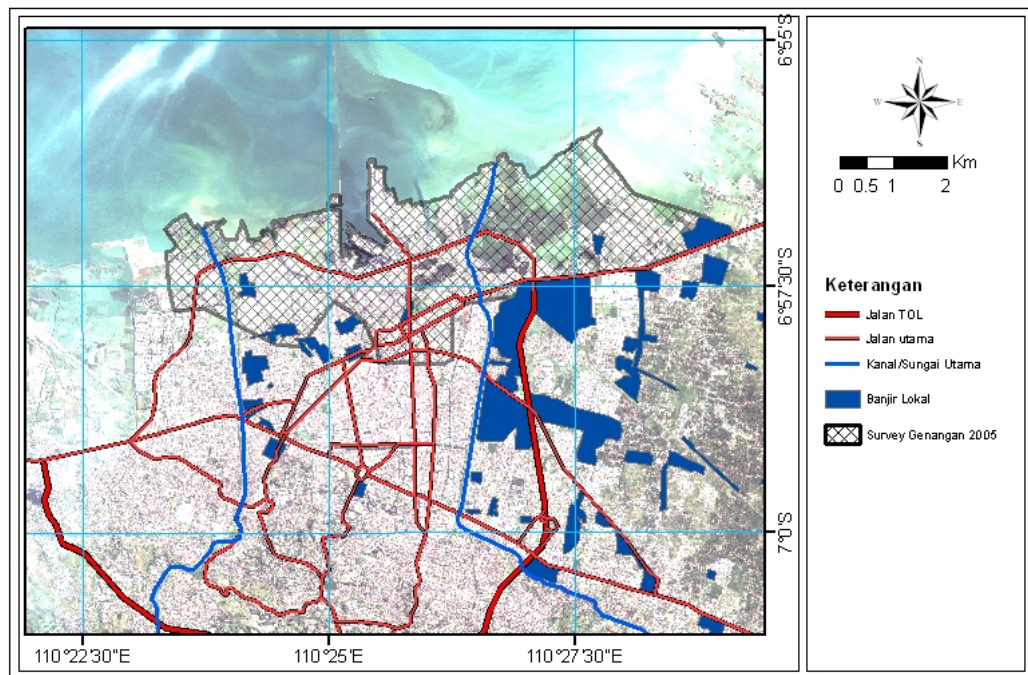 6°55'S
6°57'30"S
7°0'S
110°22'30"E
110°25'E
110°27'30"E
N
W
E
S
Km
0 0.5 1 2
Keterangan
Jalan TOL
Jalan utama
Kanal/Sungai Utama
Banjir Lokal
Survey Genangan 2005